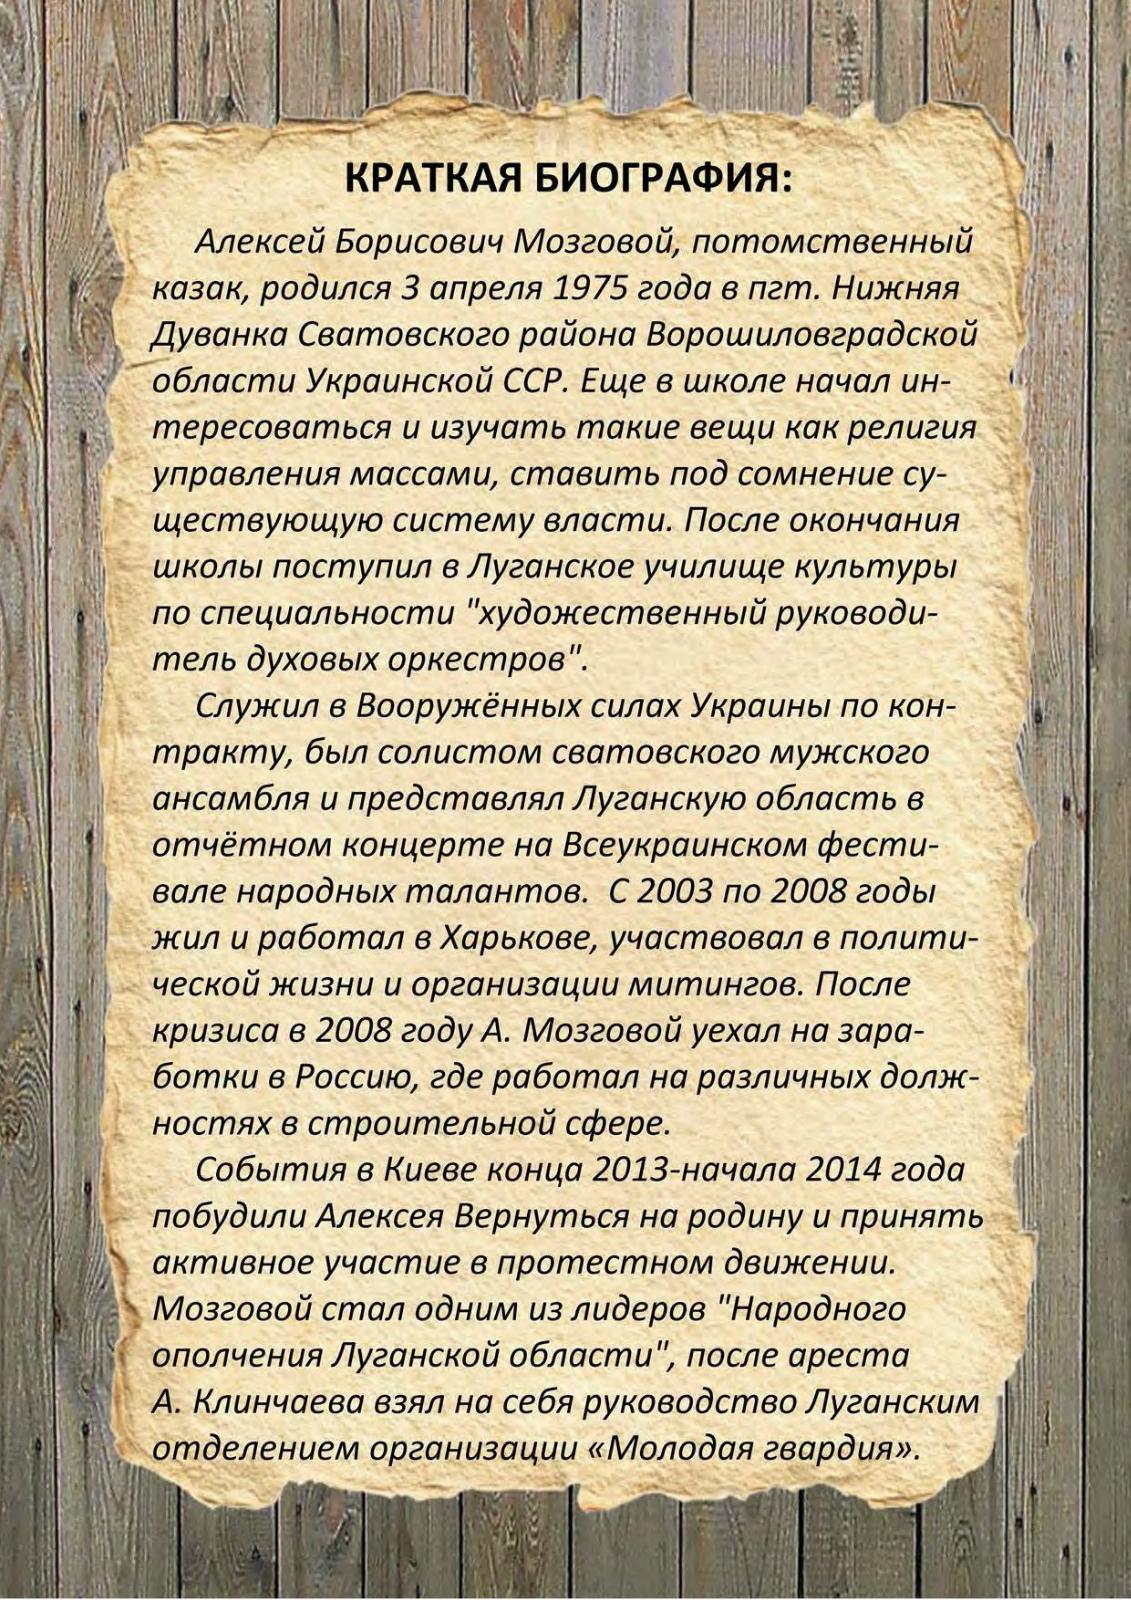 КРАТКАЯ БИОГРАФИЯ:
Алексей Борисович Мозговой, потомственный
казак, родился 3 апреля 1975 года в пгт. Нижняя
Дуванка Сватовского района Ворошиловградской
области Украинской ССР. Еще в школе начал ин-
тересоваться и изучать такие вещи как религия
управления массами, ставить под сомнение су-
ществующую систему власти. После окончания
школы поступил в Луганское училище культуры
по специальности "художественный руководи-
тель духовых оркестров".
Служил в Вооружённых силах Украины по кон-
тракту, был солистом сватовского мужского
ансамбля и представлял Луганскую область в
отчётном концерте на Всеукраинском фести-
вале народных талантов. С 2003 по 2008 годы
жил и работал в Харькове, участвовал в полити-
ческой жизни и организации митингов. После
кризиса в 2008 году А. Мозговой уехал на зара-
ботки в Россию, где работал на различных долж-
ностях в строительной сфере.
События в Киеве конца 2013-начала 2014 года
побудили Алексея Вернуться на родину и принять
активное участие в протестном движении.
Мозговой стал одним из лидеров "Народного
ополчения Луганской области", после ареста
А. Клинчаева взял на себя руководство Луганским
отделением организации «Молодая гвардия».